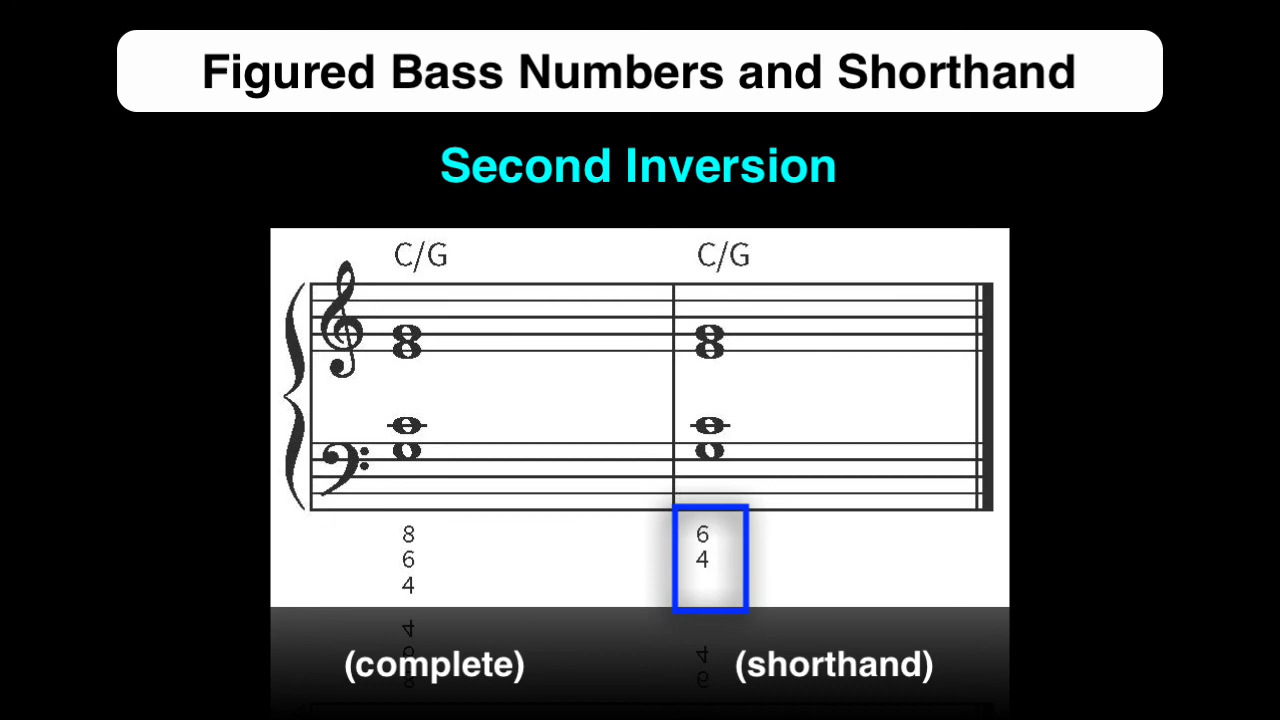 Figured Bass Numbers and Shorthand
Second Inversion
C/G C/G
8 6
6 4
4
(complete) (shorthand)